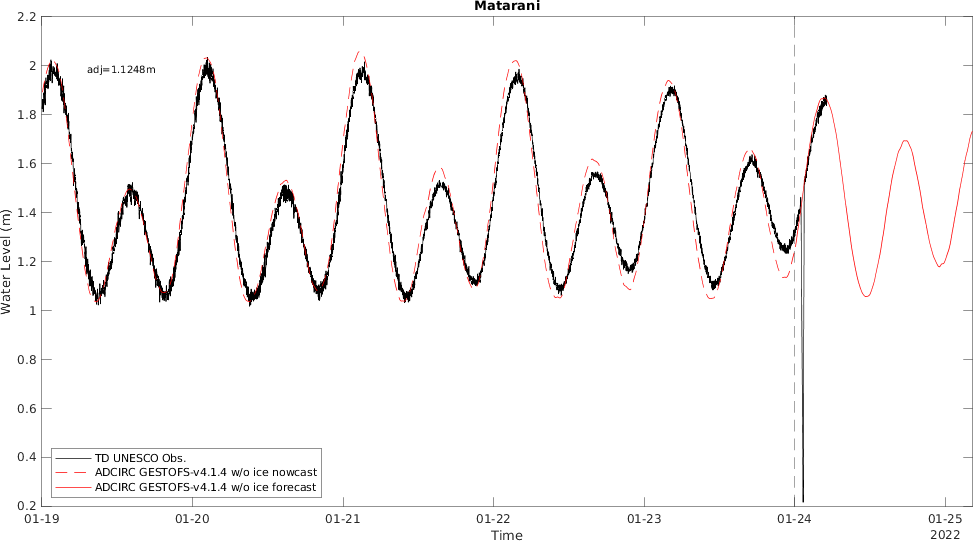 Matarani
2.2
2
1.8
1.6
1.4
1.2
1
0.8
0.6
0.4
0.2
Water Level (m)
adj=1.1248m
TD UNESCO Obs.
ADCIRC GESTOFS-v4.1.4 w/o ice nowcast
ADCIRC GESTOFS-v4.1.4 w/o ice forecast
01-19 01-20 01-21 01-22 01-23 01-24 01-25
Time
2022